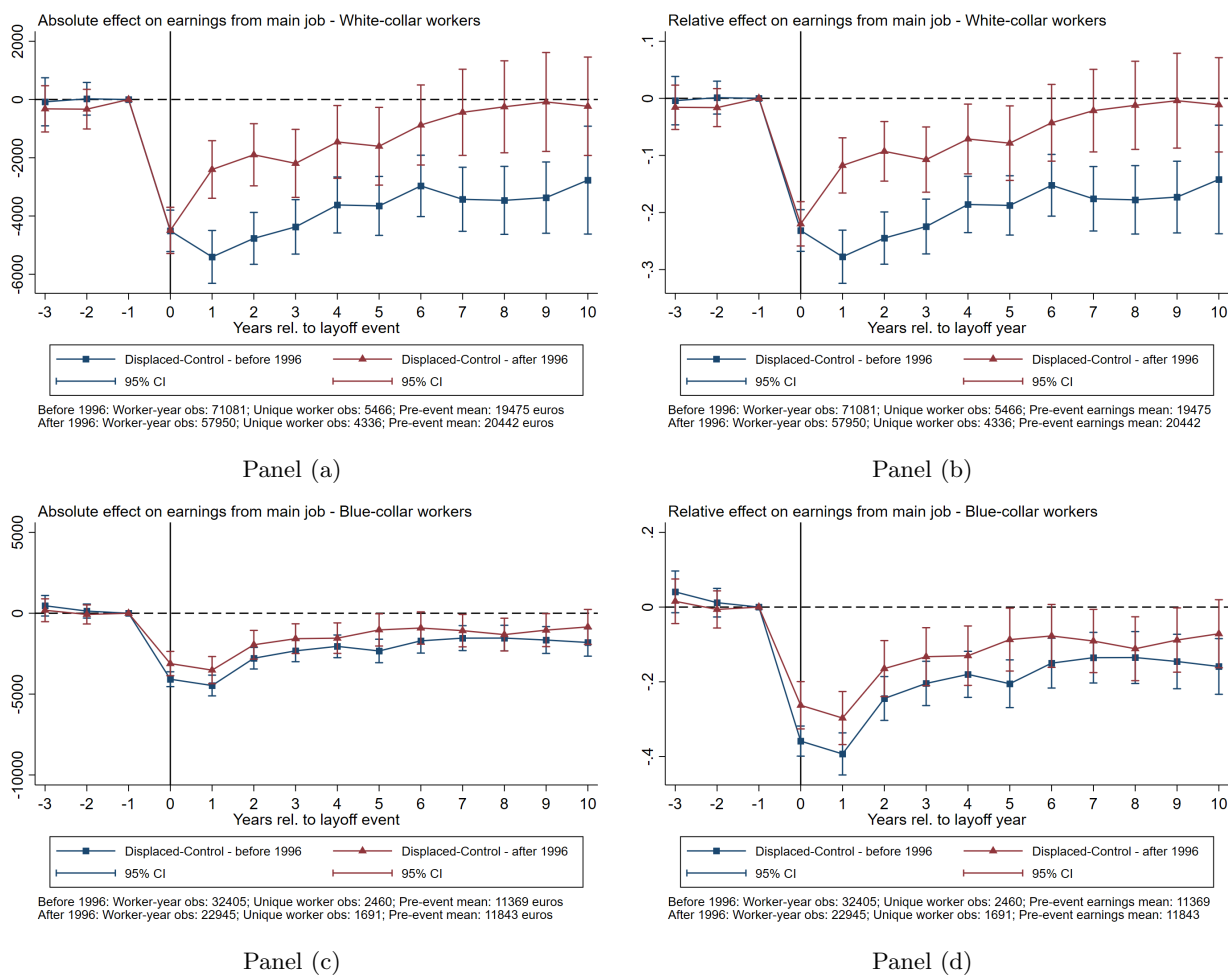 Absolute effect on earnings from main job - White-collar workers
2000
0
-2000
-4000
-6000
-3 -2 -1 0 1 2 3 4 5 6 7 8 9 10
Years rel. to layoff event
Displaced-Control - before 1996 Displaced-Control - after 1996
95% CI 95% CI
Before 1996: Worker-year obs: 71081; Unique worker obs: 5466; Pre-event mean: 19475 euros
After 1996: Worker-year obs: 57950; Unique worker obs: 4336; Pre-event mean: 20442 euros
Panel (a)
Relative effect on earnings from main job - White-collar workers
.1
0
-.1
-.2
-.3
-3 -2 -1 0 1 2 3 4 5 6 7 8 9 10
Years rel. to layoff year
Displaced-Control - before 1996 Displaced-Control - after 1996
95% CI 95% CI
Before 1996: Worker-year obs: 71081; Unique worker obs: 5466; Pre-event earnings mean: 19475
After 1996: Worker-year obs: 57950; Unique worker obs: 4336; Pre-event earnings mean: 20442
Panel (b)
Absolute effect on earnings from main job - Blue-collar workers
5000
0
-50000
-10000
-3 -2 -1 0 1 2 3 4 5 6 7 8 9 10
Years rel. to layoff event
Displaced-Control - before 1996 Displaced-Control - after 1996
95% CI 95% CI
Before 1996: Worker-year obs: 32405; Unique worker obs: 2460; Pre-event mean: 11369 euros
After 1996: Worker-year obs: 22945; Unique worker obs: 1691; Pre-event mean: 11843 euros
Panel (c)
Relative effect on earnings from main job - Blue-collar workers
.2
0
-.2
-.4
-3 -2 -1 0 1 2 3 4 5 6 7 8 9 10
Years rel. to layoff year
Displaced-Control - before 1996 Displaced-Control - after 1996
95% CI 95% CI
Before 1996: Worker-year obs: 32405; Unique worker obs: 2460; Pre-event earnings mean: 11369
After 1996: Worker-year obs: 22945; Unique worker obs: 1691; Pre-event earnings mean: 11843
Panel (d)